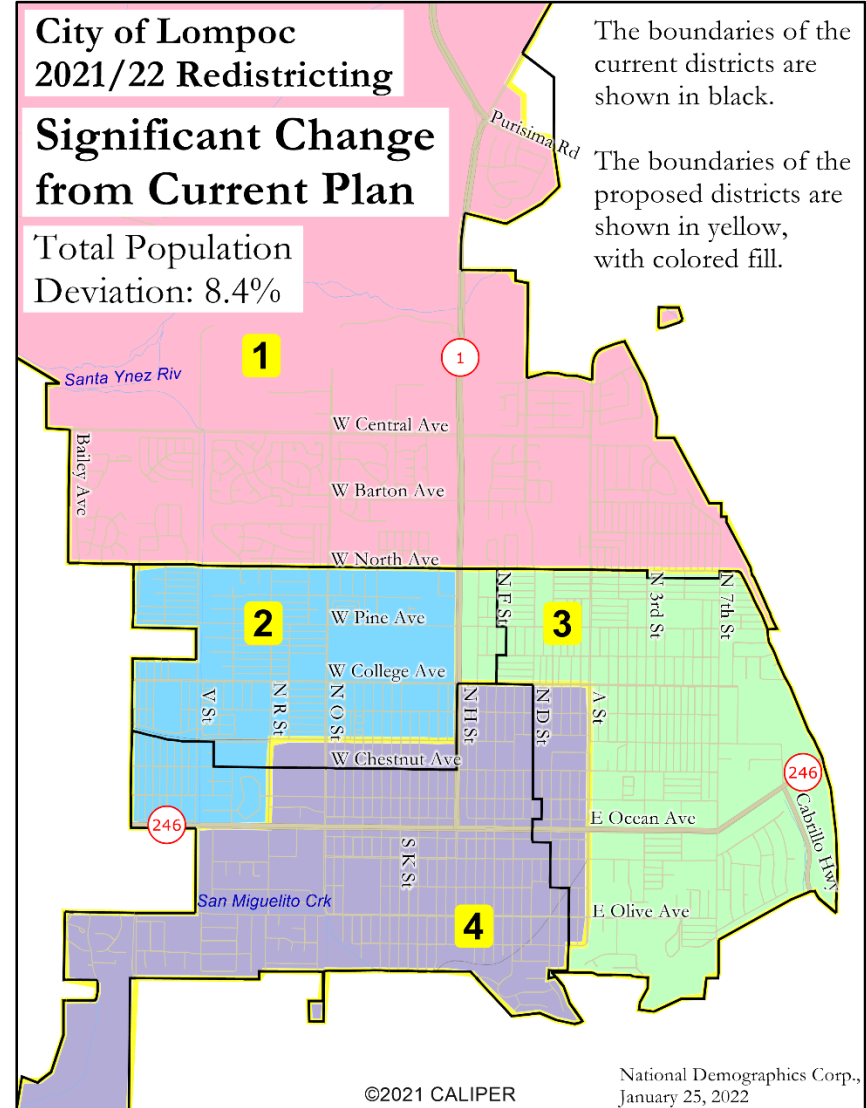 City of Lompoc
2021/22 Redistricting
Significant Change
from Current Plan
Total Population
Deviation: 8.4%
The boundaries of the
current districts are
shown in black.
The boundaries of the
proposed districts are
shown in yellow,
with colored fill.
Purisima Rd
1
1
Santa Ynez Riv
W Central Ave
Bailey Ave
W Barton Ave
W North Ave
N F St
N 3rd St
N 7th St
2
W Pine Ave
3
W College Ave
V St
N R St
N O St
N H St
N D St
A St
W Chestnut Ave
246
246
Cabrillo Hwy
E Ocean Ave
S K St
San Miguelito Crk
4
E Olive Ave
©2021 CALIPER
National Demographics Corp.,
January 25, 2022